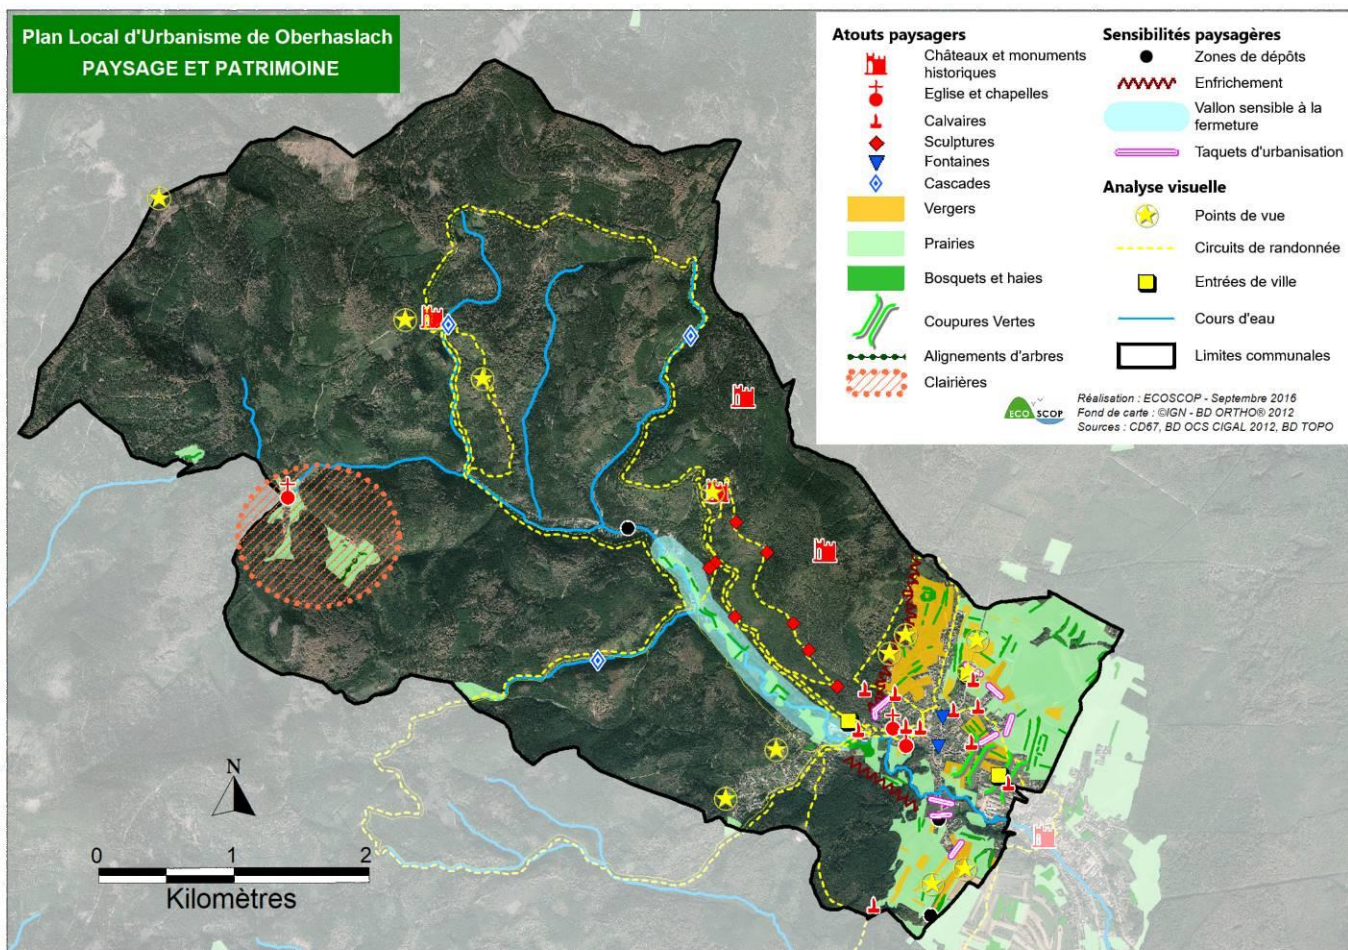 Plan Local d'Urbanisme de Oberhaslach
PAYSAGE ET PATRIMOINE
Atouts paysagers
Châteaux et monuments
historiques
Eglise et chapelles
Calvaires
Sculptures
Fontaines
Cascades
Vergers
Prairies
Bosquets et haies
Coupures Vertes
Alignements d'arbres
Clairières
Sensibilités paysagères
Zones de dépôts
Enfrichement
Vallon sensible à la
fermeture
Taquets d'urbanisation
Analyse visuelle
Points de vue
Circuits de randonnée
Entrées de ville
Cours d'eau
Limites communales
ECO SCOP
Réalisation : ECOSCOP - Septembre 2016
Fond de carte : ©IGN - BD ORTHO® 2012
Sources : CD67, BD OCS CIGAL 2012, BD TOPO
N
0 1 2
Kilomètres